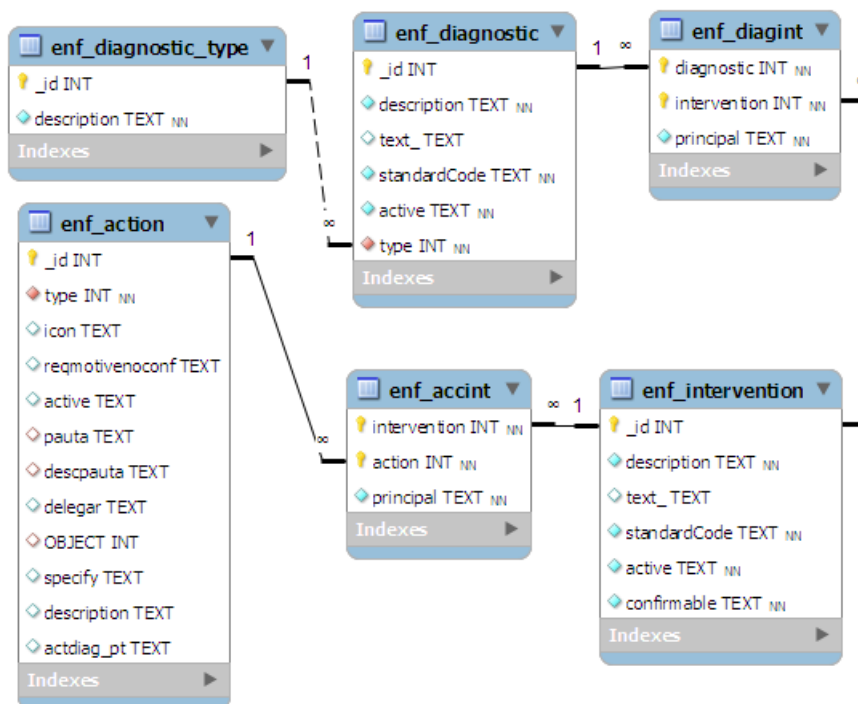 enf_diagnostic_type
_id INT
description TEXT NN
Indexes
1
∞
enf_diagnostic
_id INT
description TEXT NN
text_ TEXT
standardCode TEXT NN
active TEXT NN
type INT NN
Indexes
1
∞
enf_diagint
diagnostic INT NN
intervention INT NN
principal TEXT NN
Indexes
enf_action
_id INT
type INT NN
icon TEXT
reqmotivenoconf TEXT
active TEXT
pauta TEXT
descpauta TEXT
delegar TEXT
OBJECT INT
specify TEXT
description TEXT
actdiag_pt TEXT
Indexes
1
∞
enf_accint
intervention INT NN
action INT NN
principal TEXT NN
Indexes
∞
1
enf_intervention
_id INT
description TEXT NN
text_ TEXT
standardCode TEXT NN
active TEXT NN
confirmable TEXT NN
Indexes